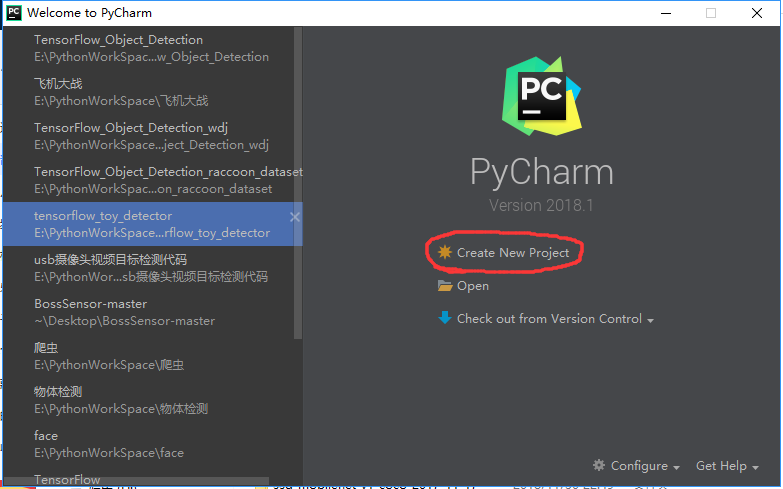 Welcome to PyCharm
TensorFlow_Object_Detection
E:\PythonWorkSpac...w_Object_Detection
飞机大战
E:\PythonWorkSpace\飞机大战
TensorFlow_Object_Detection_wdj
E:\PythonWorkSpace...ject_Detection_wdj
TensorFlow_Object_Detection_raccoon_dataset
E:\PythonWorkSpac...on_raccoon_dataset
tensorflow_toy_detector
E:\PythonWorkSpace...rflow_toy_detector
usb摄像头视频目标检测代码
E:\PythonWor...sb摄像头视频目标检测代码
BossSensor-master
~\Desktop\BossSensor-master
爬虫
E:\PythonWorkSpace\爬虫
物体检测
E:\PythonWorkSpace\物体检测
face
E:\PythonWorkSpace\face
TensorFlow
PC
PyCharm
Version 2018.1
Create New Project
Open
Check out from Version Control
Configure
Get Help